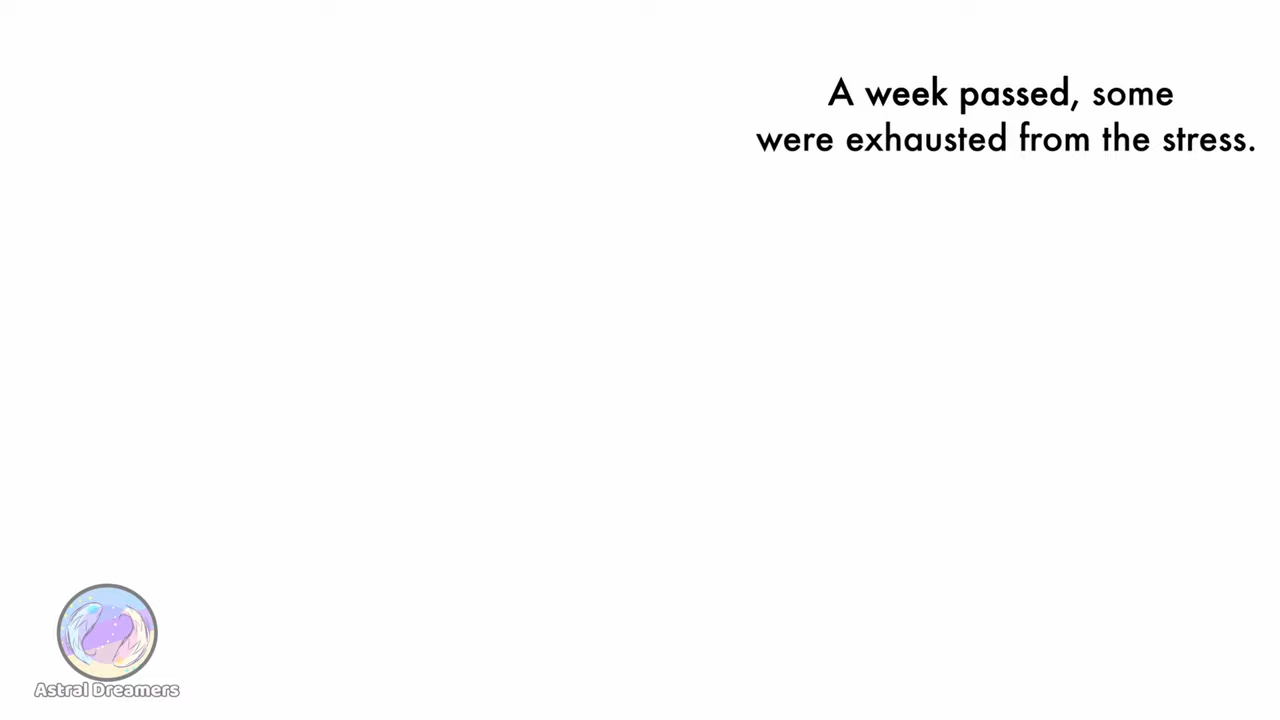 A week passed, some
were exhausted from the stress.
Astral Dreamers